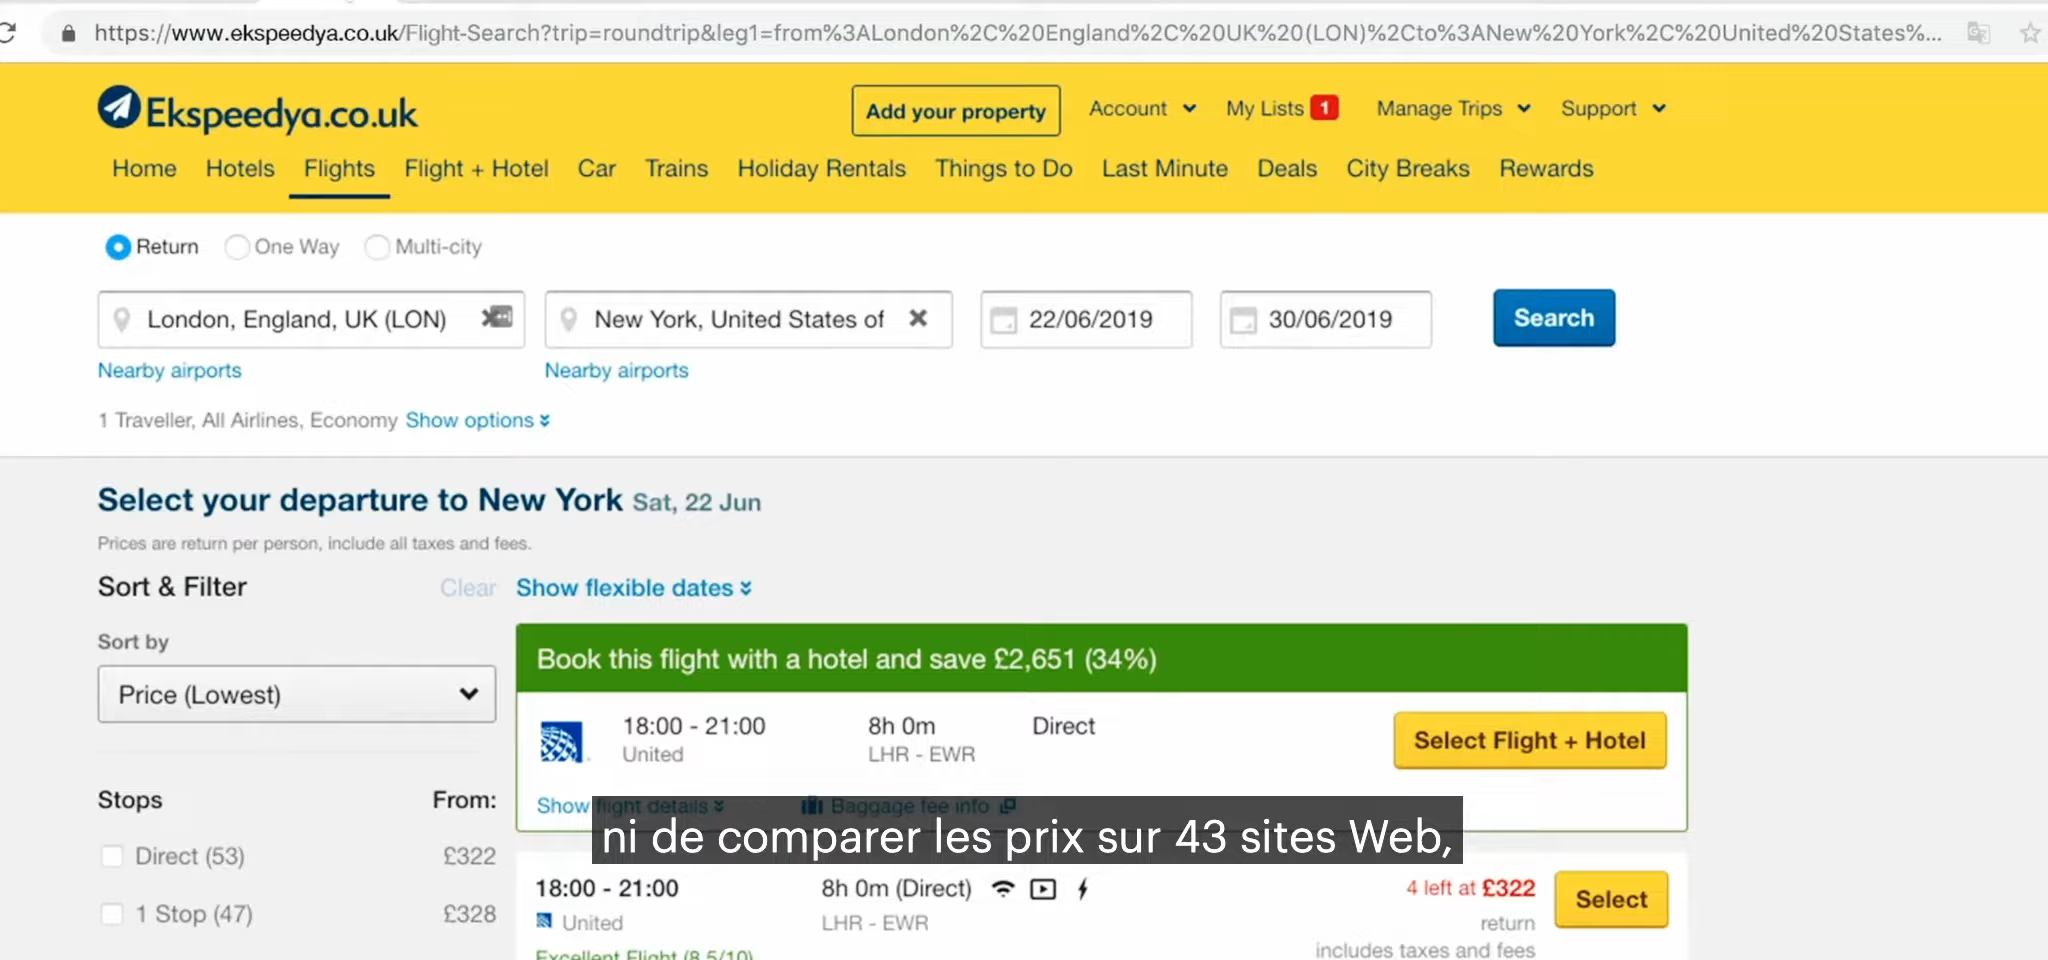 https://www.ekspeedya.co.uk/Flight-Search?trip=roundtrip&leg1=from%3ALondon%2C%20England%2C%20UK%20(LON)%2Cto%3ANew%20York%2C%20United%20States%...
Ekspeedya.co.uk
Add your property
Account
My Lists 1
Manage Trips
Support
Home Hotels Flights Flight + Hotel Car Trains Holiday Rentals Things to Do Last Minute Deals City Breaks Rewards
Return One Way Multi-city
London, England, UK (LON) New York, United States of 22/06/2019 30/06/2019 Search
Nearby airports Nearby airports
1 Traveller, All Airlines, Economy Show options
Select your departure to New York Sat, 22 Jun
Prices are return per person, include all taxes and fees.
Sort & Filter Clear
Sort by
Price (Lowest)
Stops From:
Direct (53) £322
1 Stop (47) £328
Show flexible dates
Book this flight with a hotel and save £2,651 (34%)
18:00 - 21:00 8h 0m Direct
United LHR - EWR
Select Flight + Hotel
Show flight details Baggage fee info
ni de comparer les prix sur 43 sites Web,
18:00 - 21:00 8h 0m (Direct) 4 left at £322 Select
United LHR - EWR return
Excellent Flight (8.5/10) includes taxes and fees